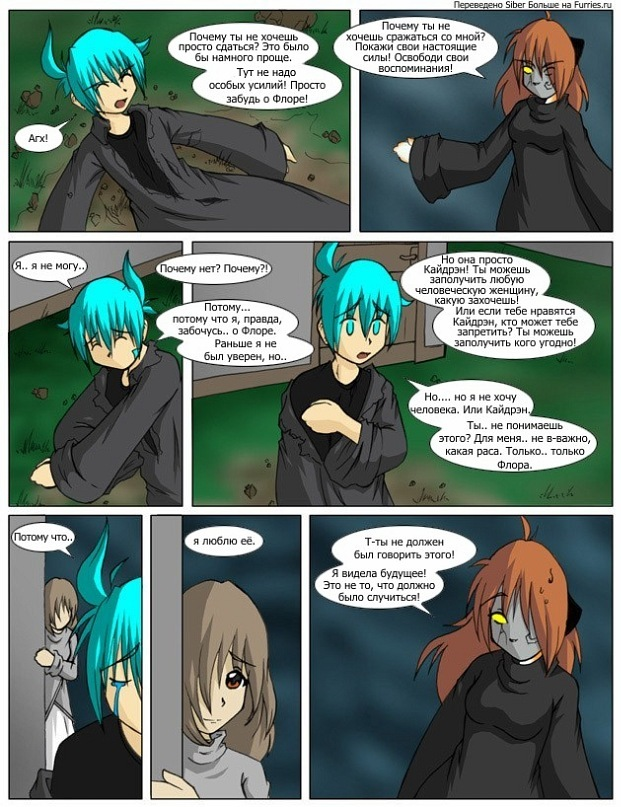 Переведено Siber Больше на Furries.ru
Почему ты не
хочешь
просто сдаться? Это было
бы намного проще.
Тут не надо
особых усилий! Просто
забудь о Флоре!
Агх!
Почему ты не
хочешь сражаться со мной?
Покажи свои настоящие
силы! Освободи свои
воспоминания!
Я.. я не могу..
Почему нет? Почему?!
Потому...
потому что я, правда,
забочусь.. о Флоре.
Раньше я не
был уверен, но..
Но она просто
Кайдрэн! Ты можешь
заполучить любую
человеческую женщину,
какую захочешь!
Или если тебе нравятся
Кайдрэн, кто может тебе
запретить? Ты можешь
заполучить кого угодно!
Но.... но я не хочу
человека. Или Кайдрэн.
Ты.. не понимаешь
этого? Для меня.. не в-важно,
какая раса. Только.. только
Флора.
Потому что..
я люблю её.
Т-ты не должен
был говорить этого!
Я видела будущее!
Это не то, что должно
было случиться!